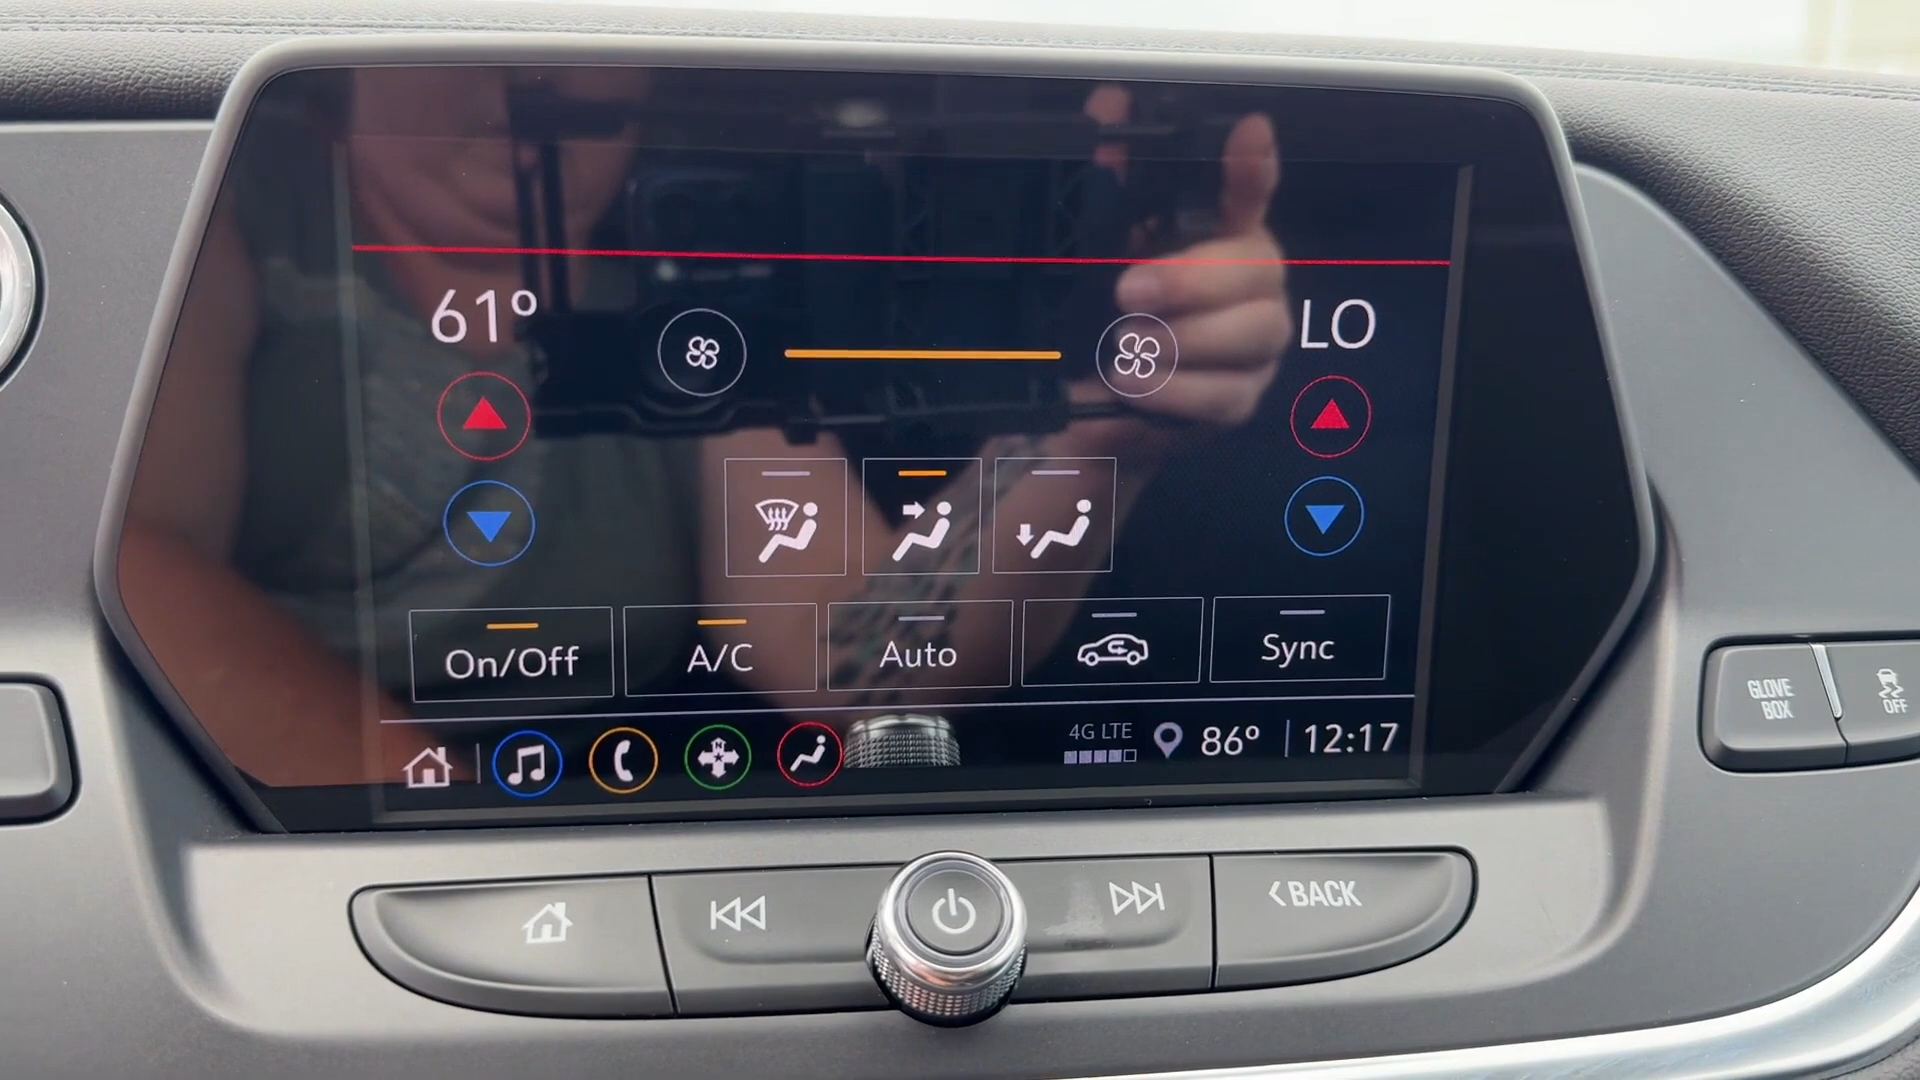 61° LO
On/Off A/C Auto Sync
4G LTE 86° 12:17
GLOVE BOX
OFF
< BACK